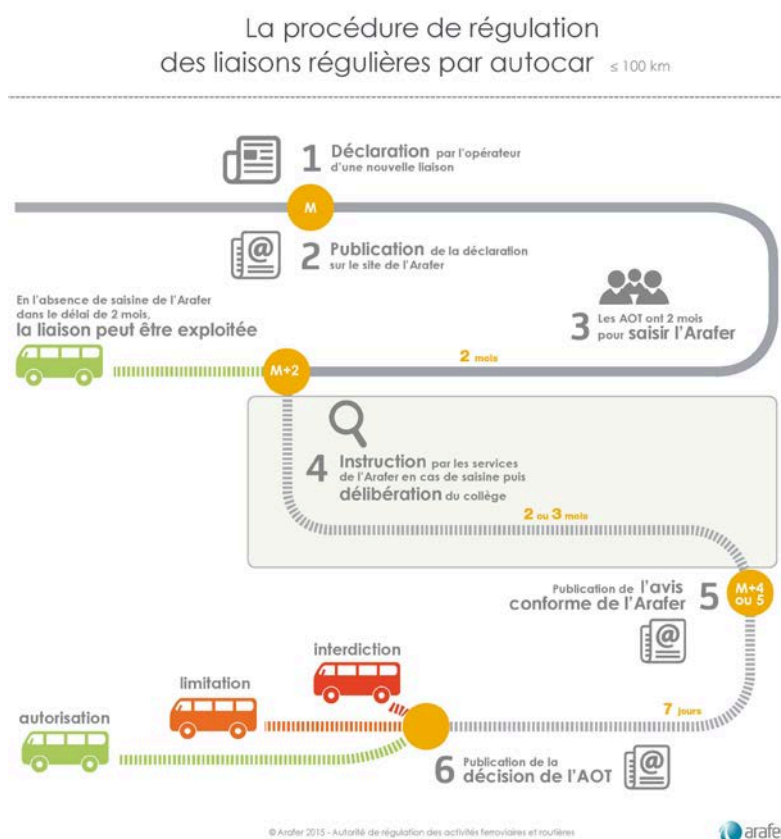 La procédure de régulation
des liaisons régulières par autocar ≤ 100 km
1 Déclaration par l'opérateur
d'une nouvelle liaison
M
2 Publication de la déclaration
sur le site de l'Arafer
En l'absence de saisine de l'Arafer
dans le délai de 2 mois,
la liaison peut être exploitée
3 Les AOT ont 2 mois
pour saisir l'Arafer
M+2
2 mois
4 Instruction par les services
de l'Arafer en cas de saisine puis
délibération du collège
2 ou 3 mois
Publication de l'avis
conforme de l'Arafer 5
M+4
ou 5
interdiction
limitation
autorisation
7 jours
6 Publication de la
décision de l'AOT
© Arafer 2015 - Autorité de régulation des activités ferroviaires et routières
arafer